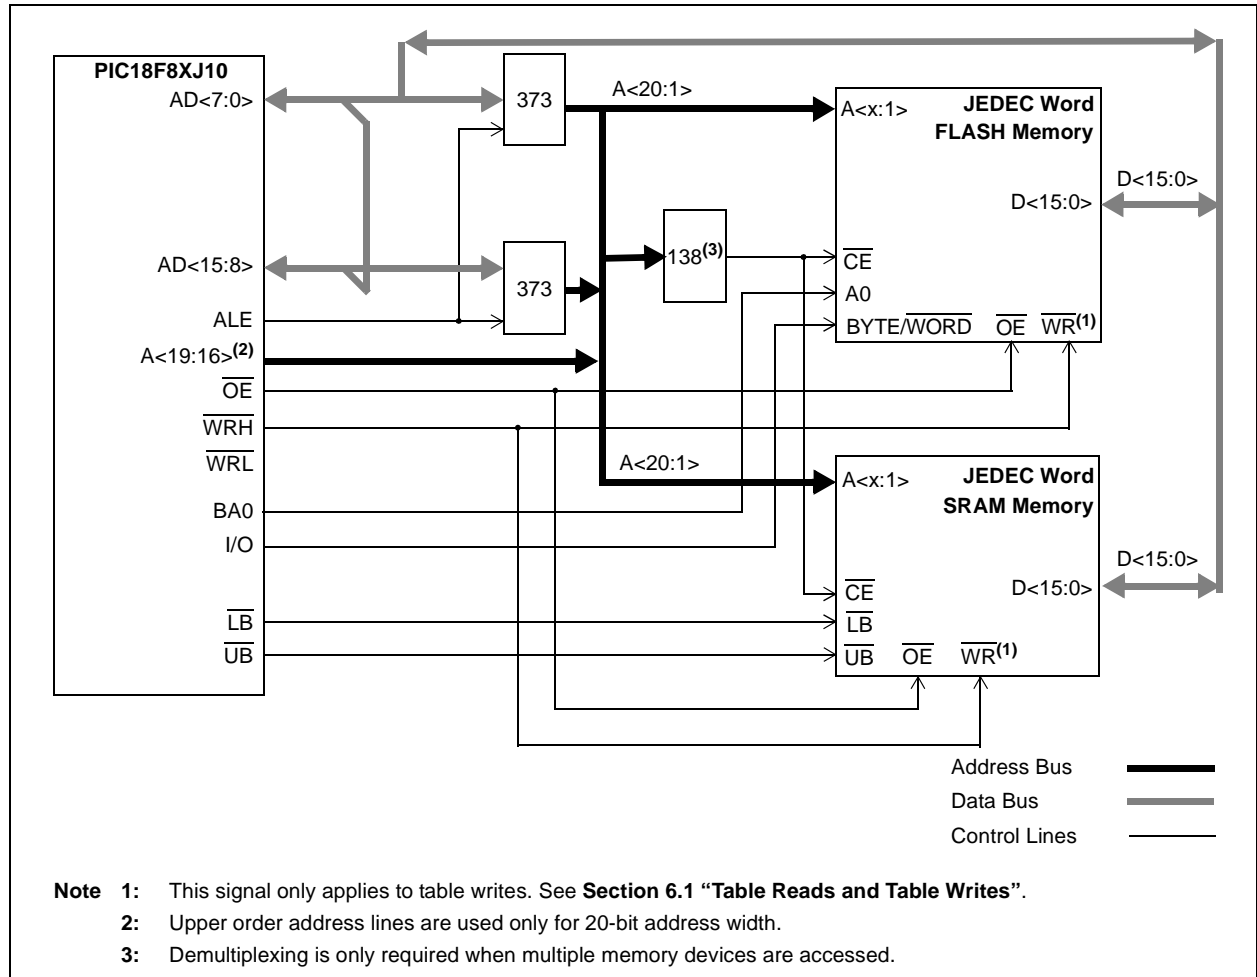 PIC18F8XJ10
AD<7:0>
373
A<20:1>
A<x:1>
JEDEC Word
FLASH Memory
D<15:0>
D<15:0>
138(3)
AD<15:8>
373
CE
A0
ALE
BYTE/WORD
OE
WR(1)
A<19:16>(2)
OE
WRH
WRL
A<20:1>
A<x:1>
JEDEC Word
SRAM Memory
BA0
I/O
D<15:0>
D<15:0>
CE
LB
LB
UB
UB
OE
WR(1)
Address Bus
Data Bus
Control Lines
Note 1: This signal only applies to table writes. See Section 6.1 “Table Reads and Table Writes”.
2: Upper order address lines are used only for 20-bit address width.
3: Demultiplexing is only required when multiple memory devices are accessed.